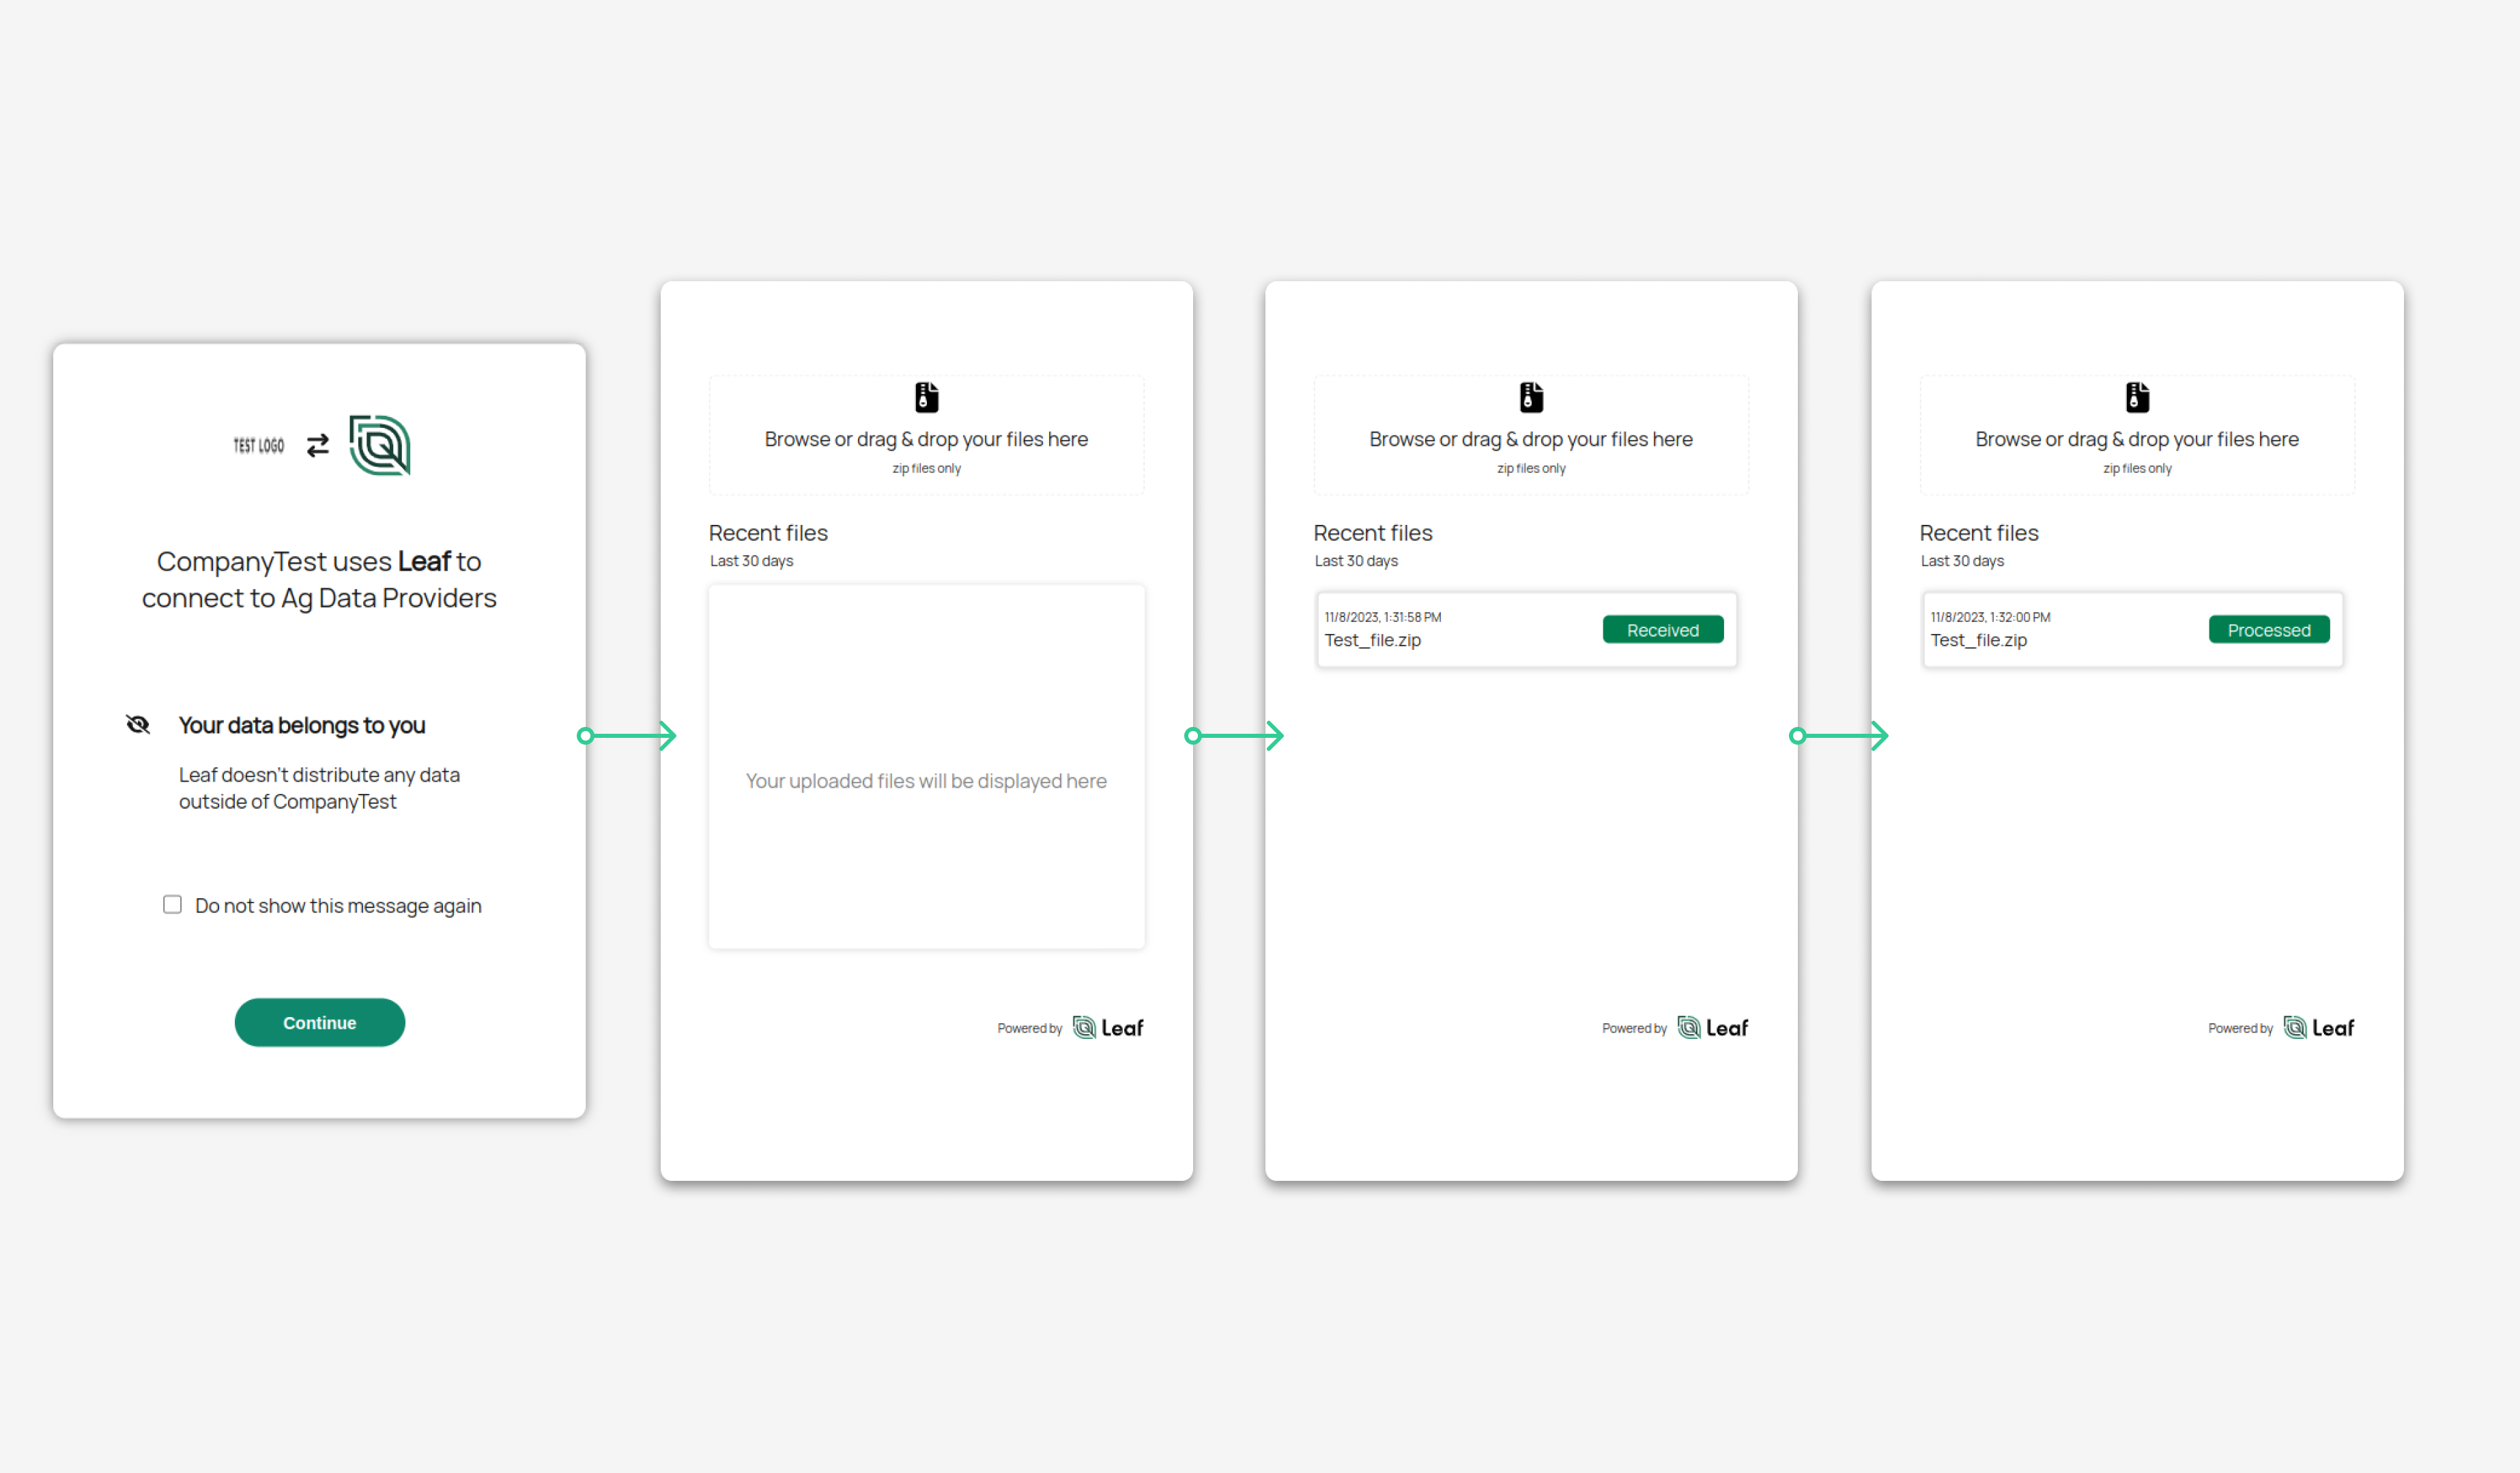 TEST LOGO
CompanyTest uses Leaf to
connect to Ag Data Providers
Your data belongs to you
Leaf doesn't distribute any data
outside of CompanyTest
Do not show this message again
Continue
Browse or drag & drop your files here
zip files only
Recent files
Last 30 days
Your uploaded files will be displayed here
Powered by Leaf
Browse or drag & drop your files here
zip files only
Recent files
Last 30 days
11/8/2023, 1:31:58 PM
Test_file.zip
Received
Powered by Leaf
Browse or drag & drop your files here
zip files only
Recent files
Last 30 days
11/8/2023, 1:32:00 PM
Test_file.zip
Processed
Powered by Leaf